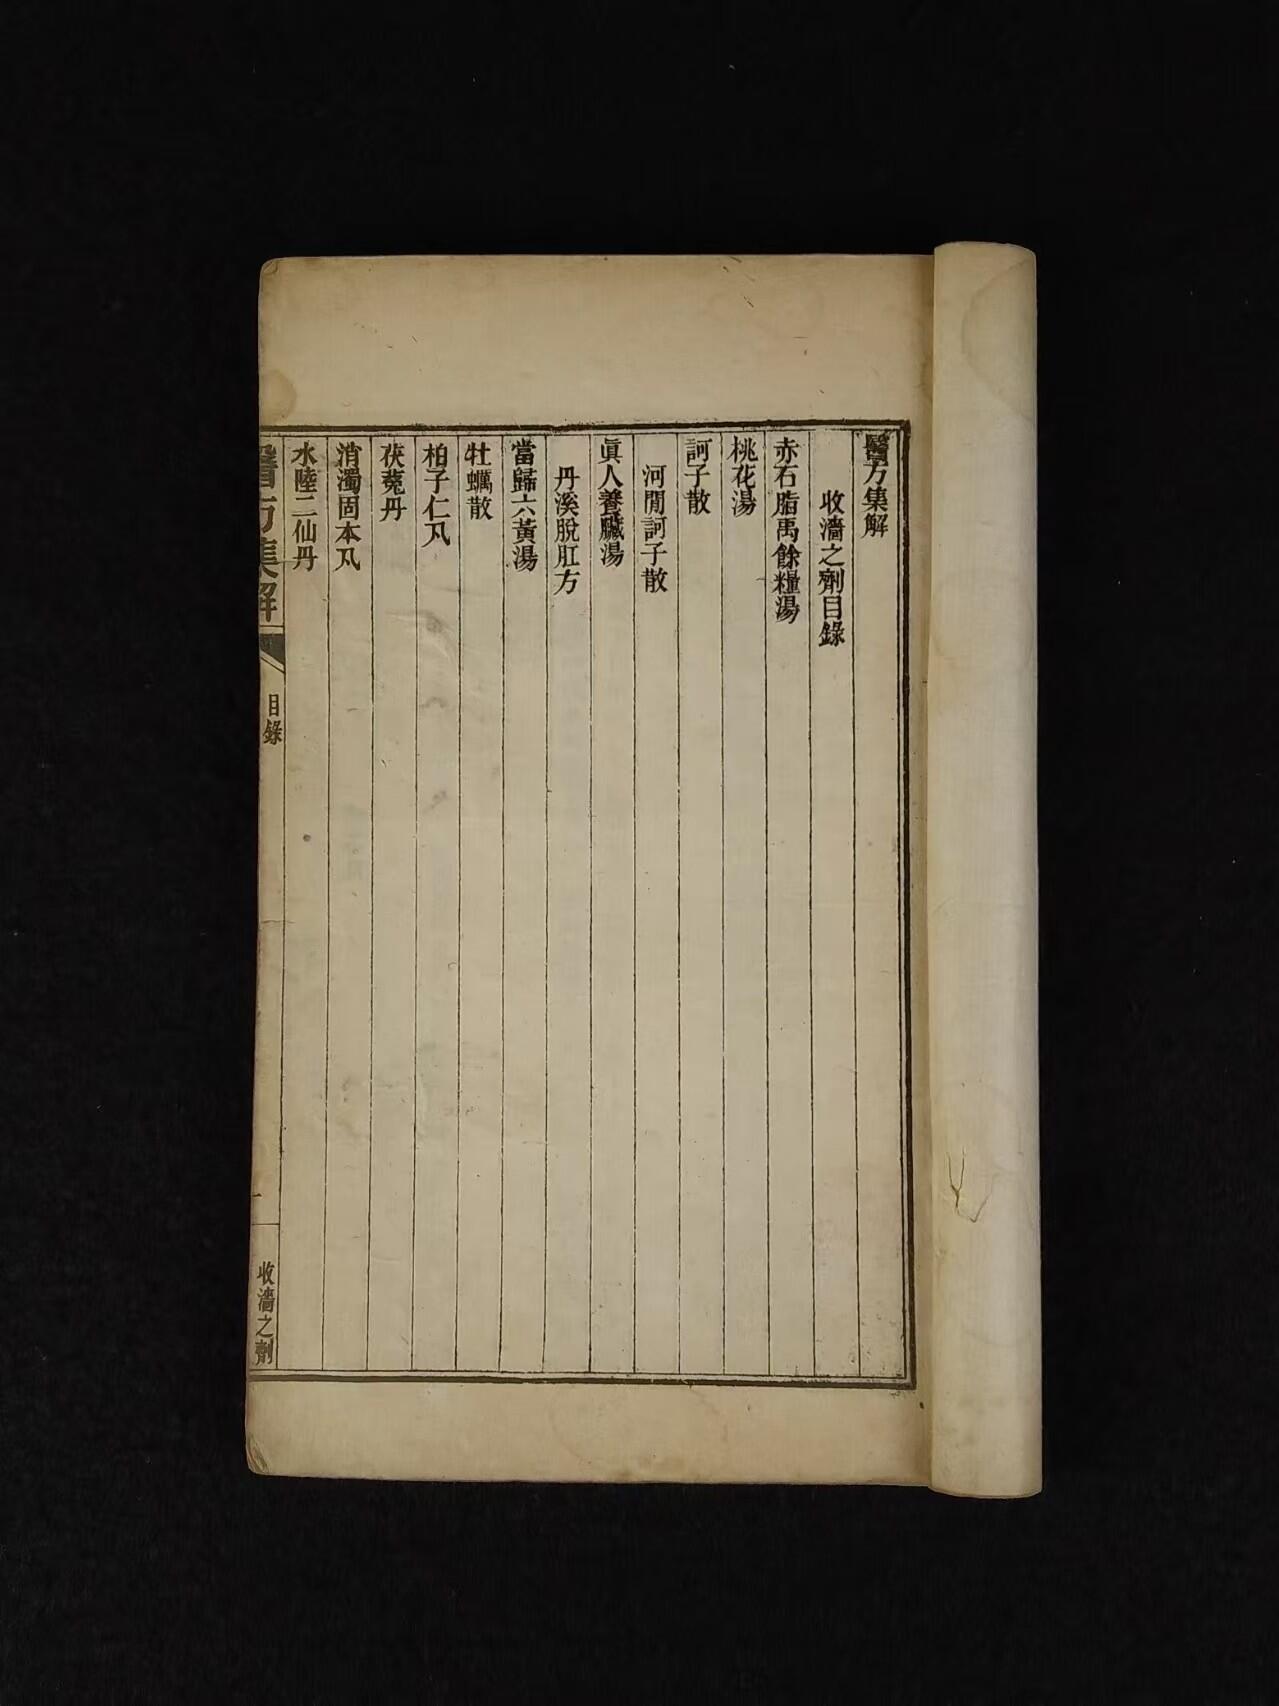 醫方集解
收濇之劑目錄
赤石脂禹餘糧湯
桃花湯
訶子散
河閒訶子散
眞人養臟湯
丹溪脫肛方
當歸六黃湯
牡蠣散
柏子仁丸
茯菟丹
消濁固本丸
水陸二仙丹
醫方集解
目錄
一
收濇之劑